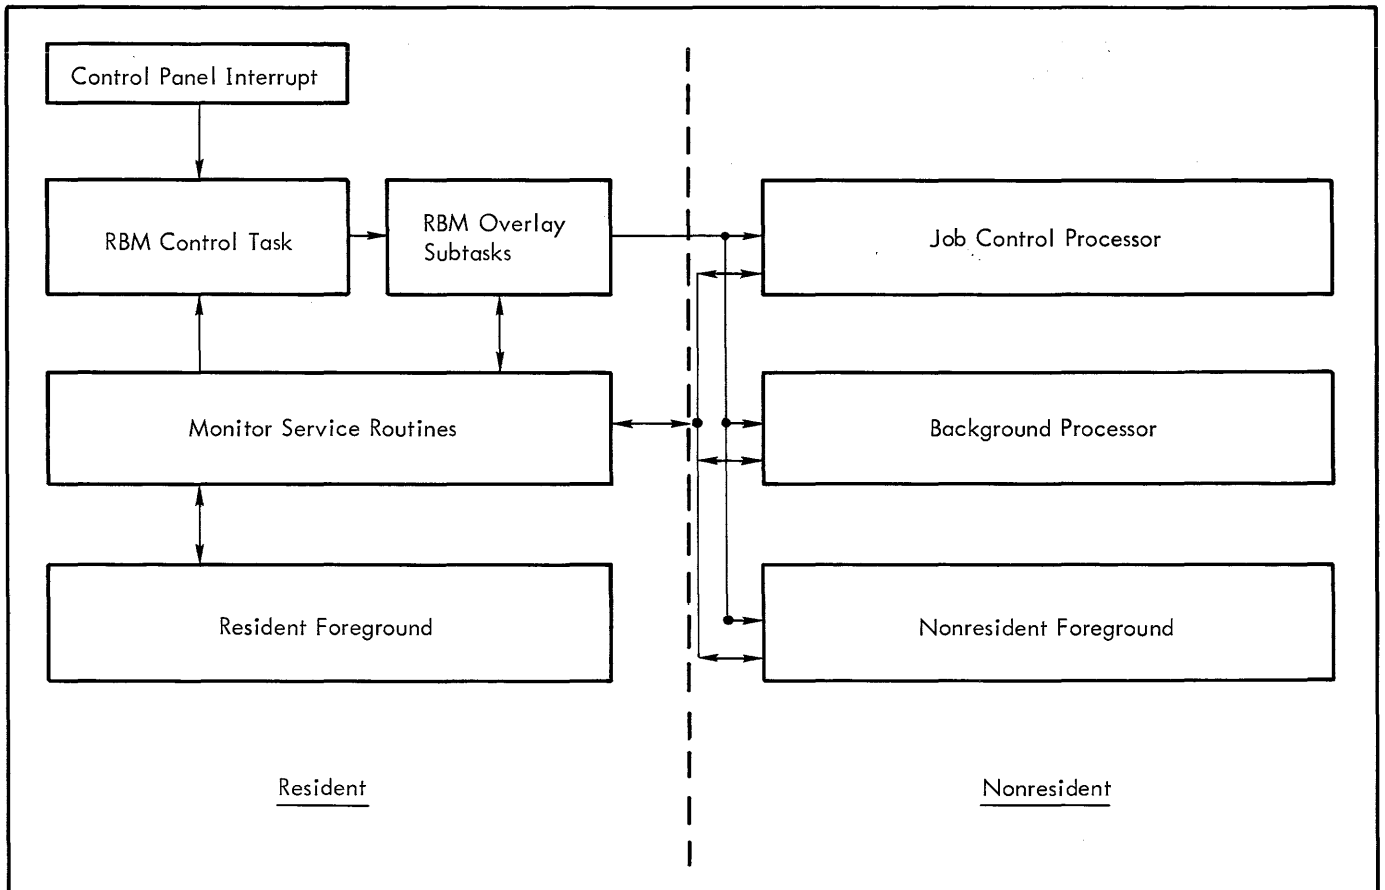 Control Panel Interrupt
RBM Control Task
RBM Overlay
Subtasks
Job Control Processor
Monitor Service Routines
Background Processor
Resident Foreground
Nonresident Foreground
Resident
Nonresident